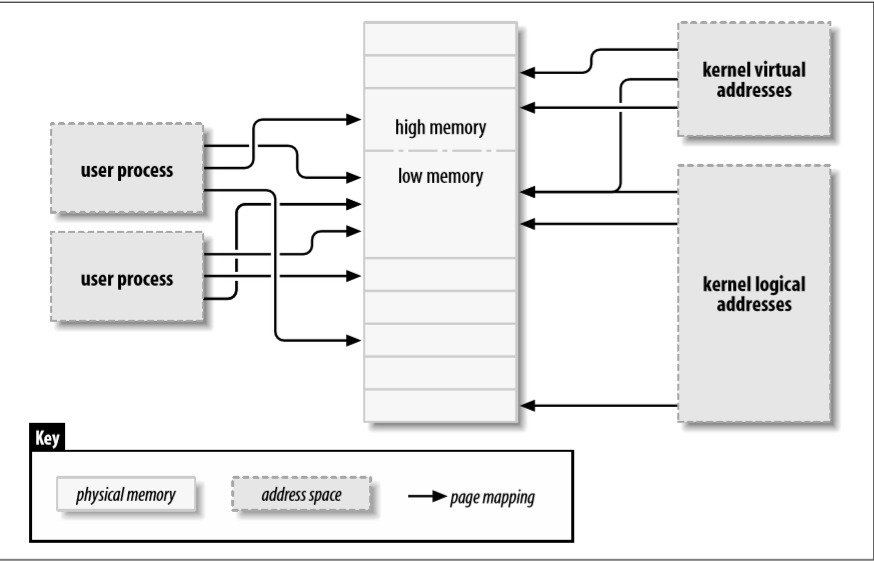 kernel virtual
addresses
high memory
user process
low memory
user process
kernel logical
addresses
Key
physical memory
address space
page mapping